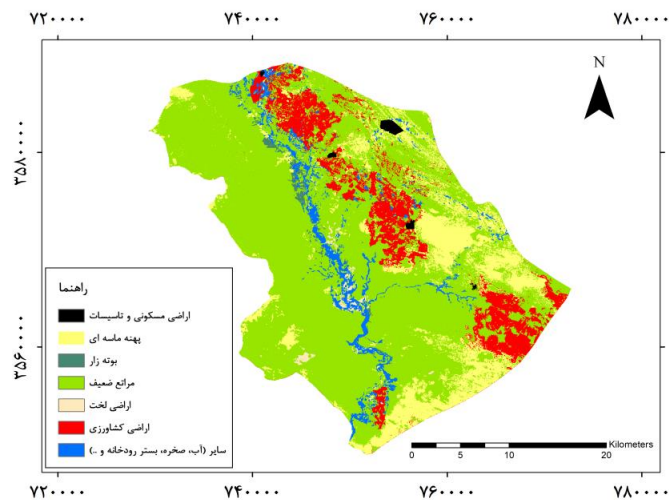 ۷۲۰۰۰۰ ۷۴۰۰۰۰ ۷۶۰۰۰۰ ۷۸۰۰۰۰
N
۳۵۸۰۰۰۰
۳۵۶۰۰۰۰
راهنما
اراضی مسکونی و تاسیسات
پهنه ماسه ای
بوته زار
مراتع ضعیف
اراضی لخت
اراضی کشاورزی
سایر (آب، صخره، بستر رودخانه و ..)
Kilometers
0 5 10 20
۷۲۰۰۰۰ ۷۴۰۰۰۰ ۷۶۰۰۰۰ ۷۸۰۰۰۰